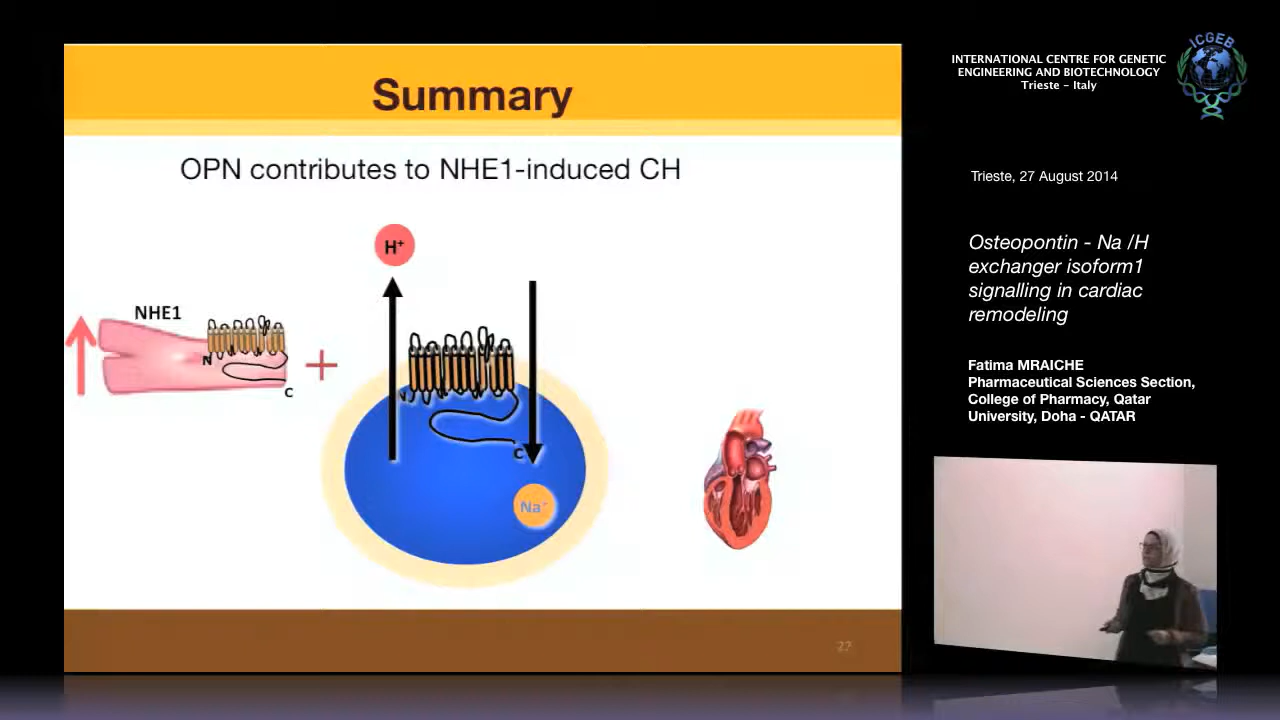 Summary
OPN contributes to NHE1-induced CH
H⁺
NHE1
N
C
N
C
Na⁺
22
ICGEB
INTERNATIONAL CENTRE FOR GENETIC
ENGINEERING AND BIOTECHNOLOGY
Trieste – Italy
Trieste, 27 August 2014
Osteopontin - Na /H
exchanger isoform1
signalling in cardiac
remodeling
Fatima MRAICHE
Pharmaceutical Sciences Section,
College of Pharmacy, Qatar
University, Doha - QATAR